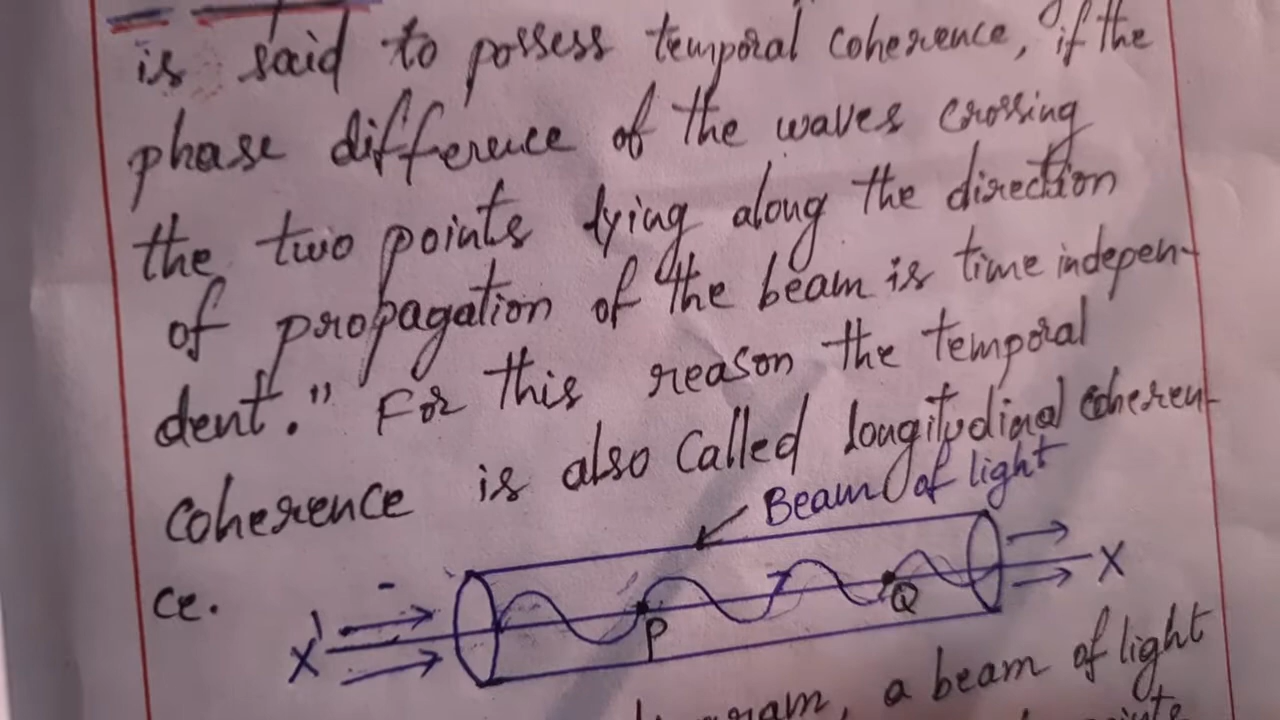 is said to possess temporal coherence, if the
phase difference of the waves crossing
the two points lying along the direction
of propagation of the beam is time indepen-
dent." For this reason the temporal
coherence is also called longitudinal coheren-
ce.
Beam of light
X'
P
Q
X
a beam of light